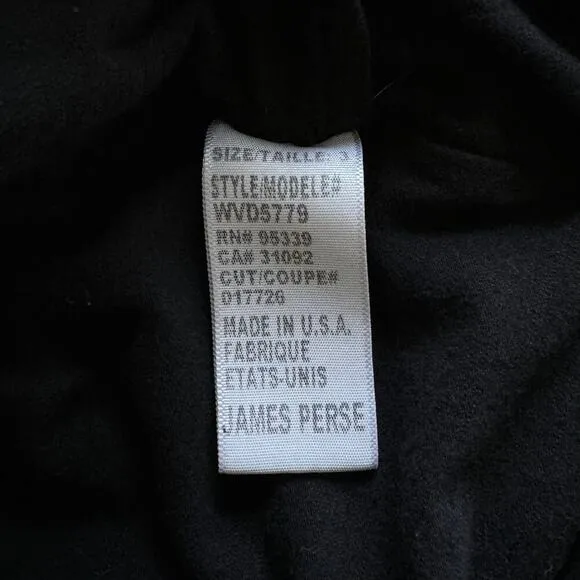 SIZE/TAILLE: 3
STYLE/MODELE#
WVD5779
RN# 95339
CA# 31092
CUT/COUPE#
017726
MADE IN U.S.A.
FABRIQUE
ETATS-UNIS
JAMES PERSE